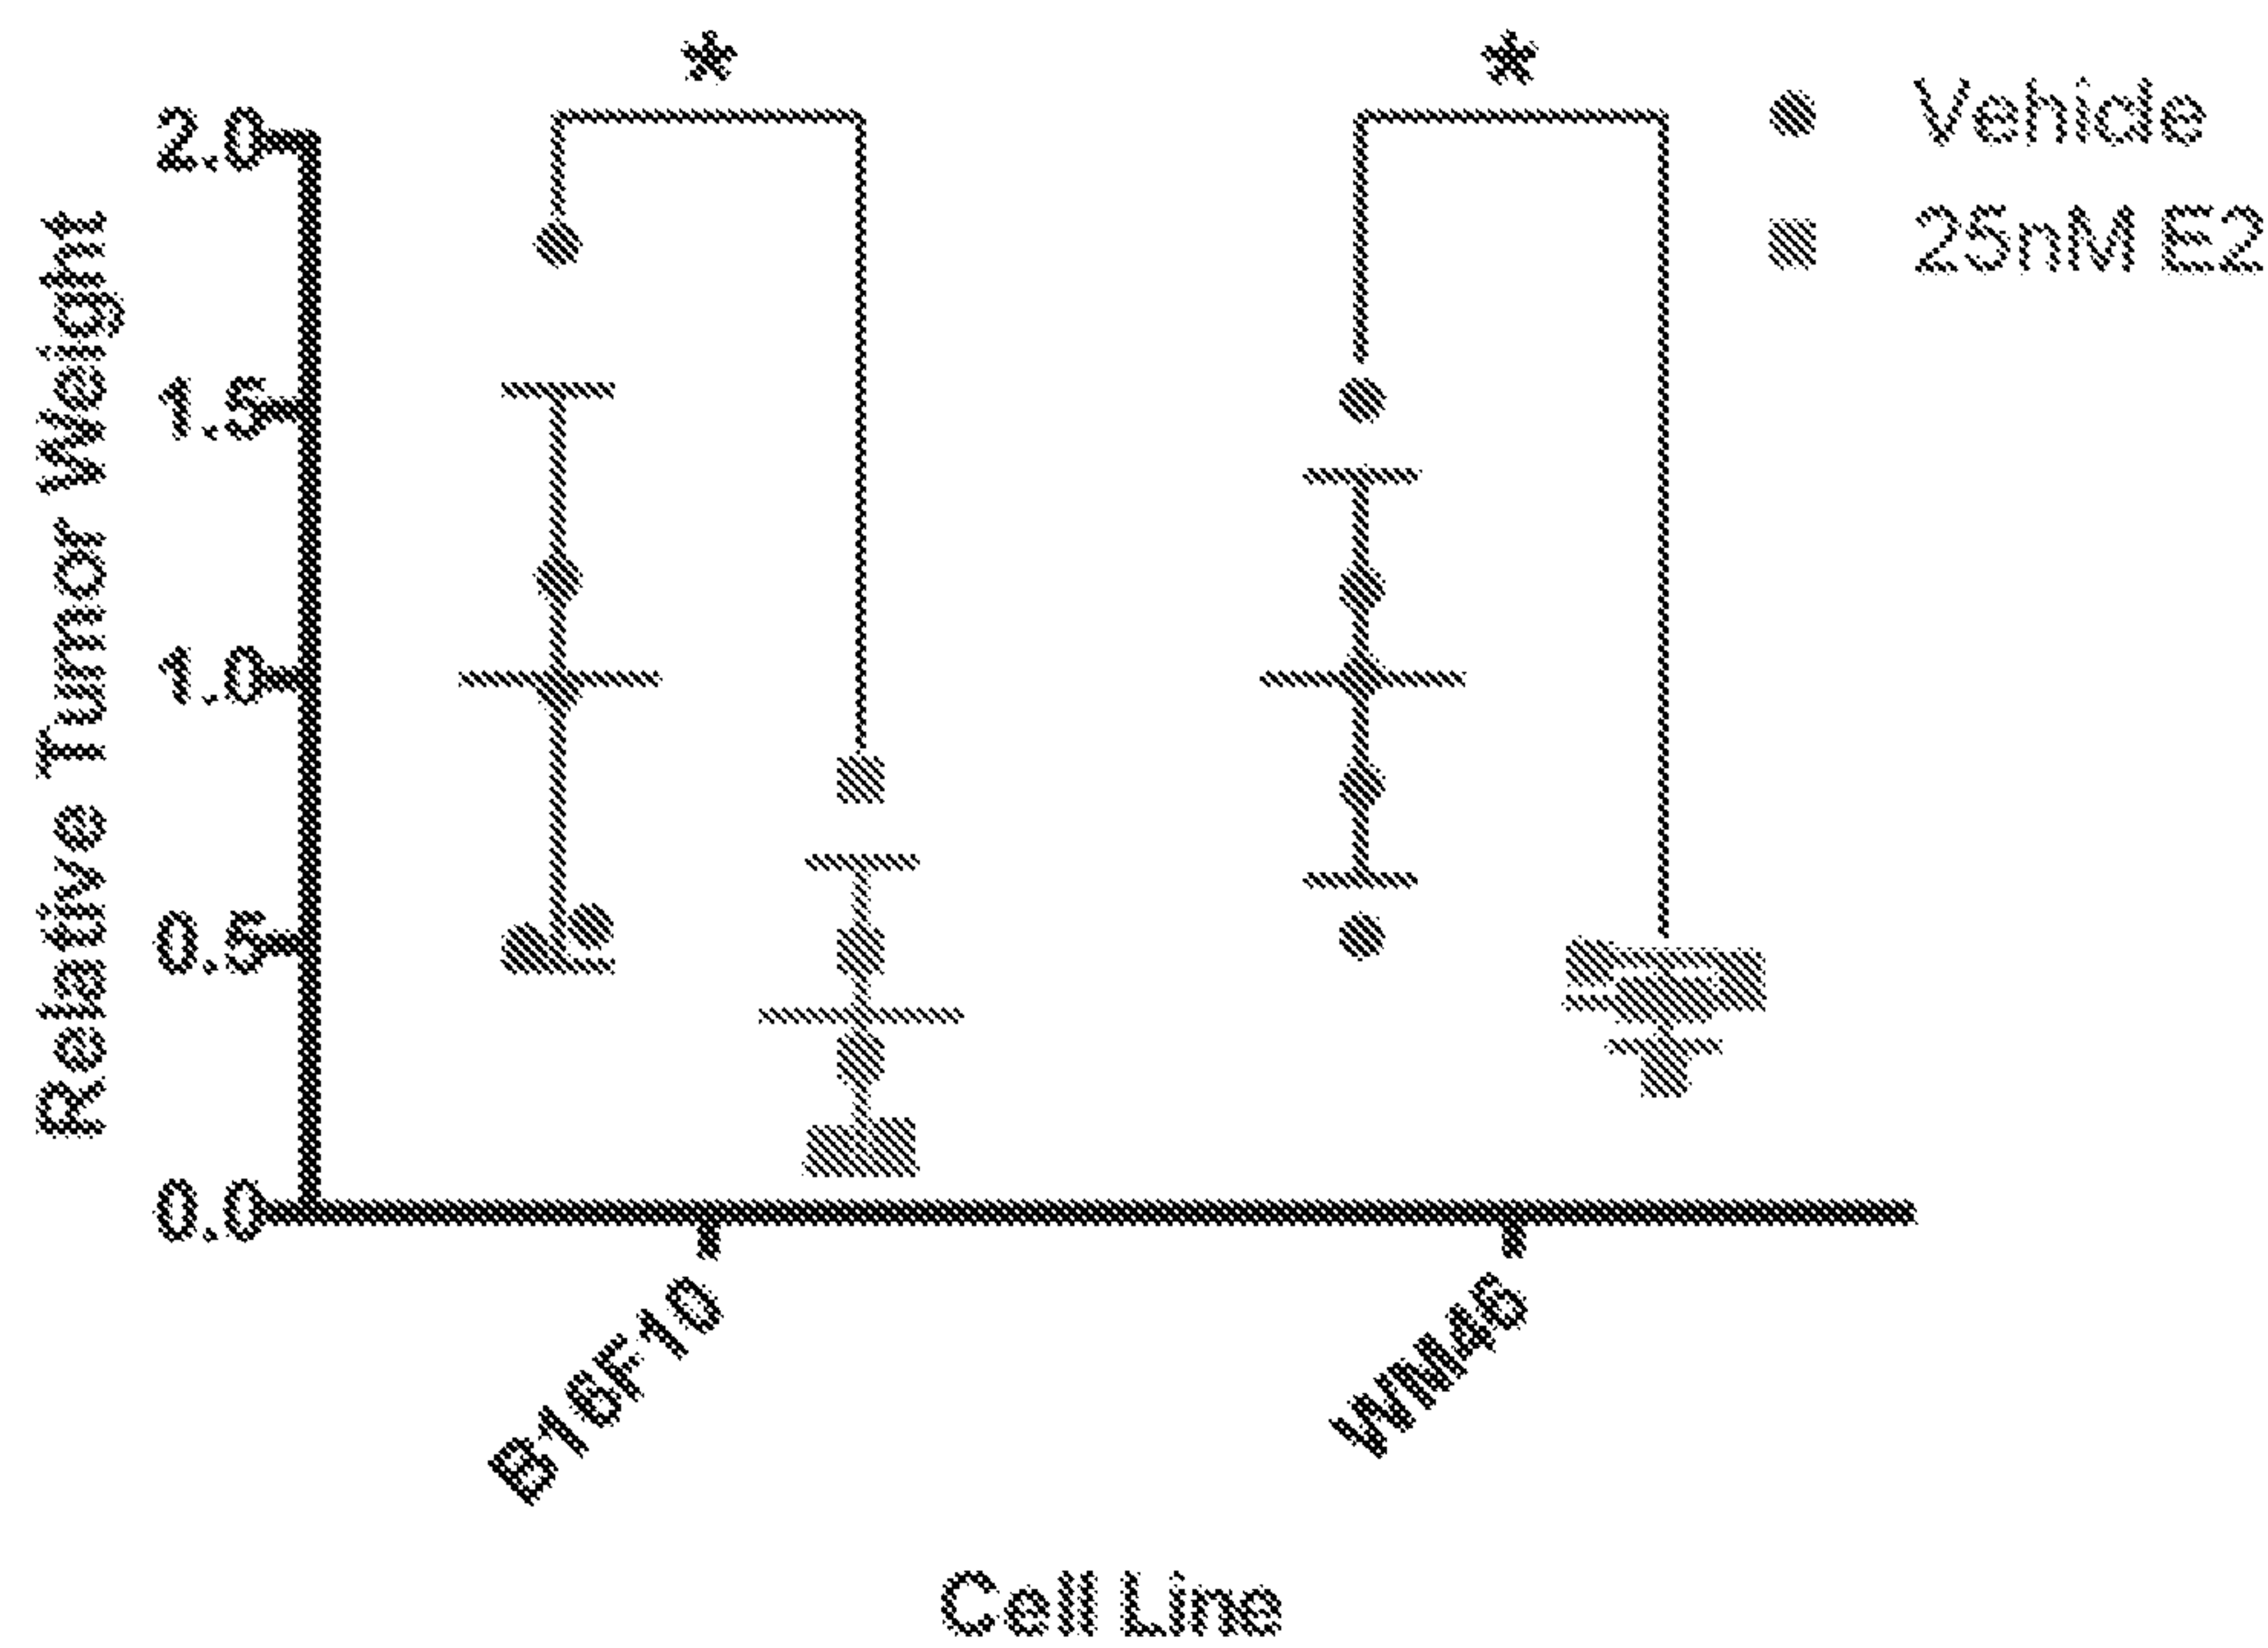 * *
Vehicle
25nM E2
Relative Tumor Weight
2.0
1.5
1.0
0.5
0.0
B16F10
WM46
Cell Line